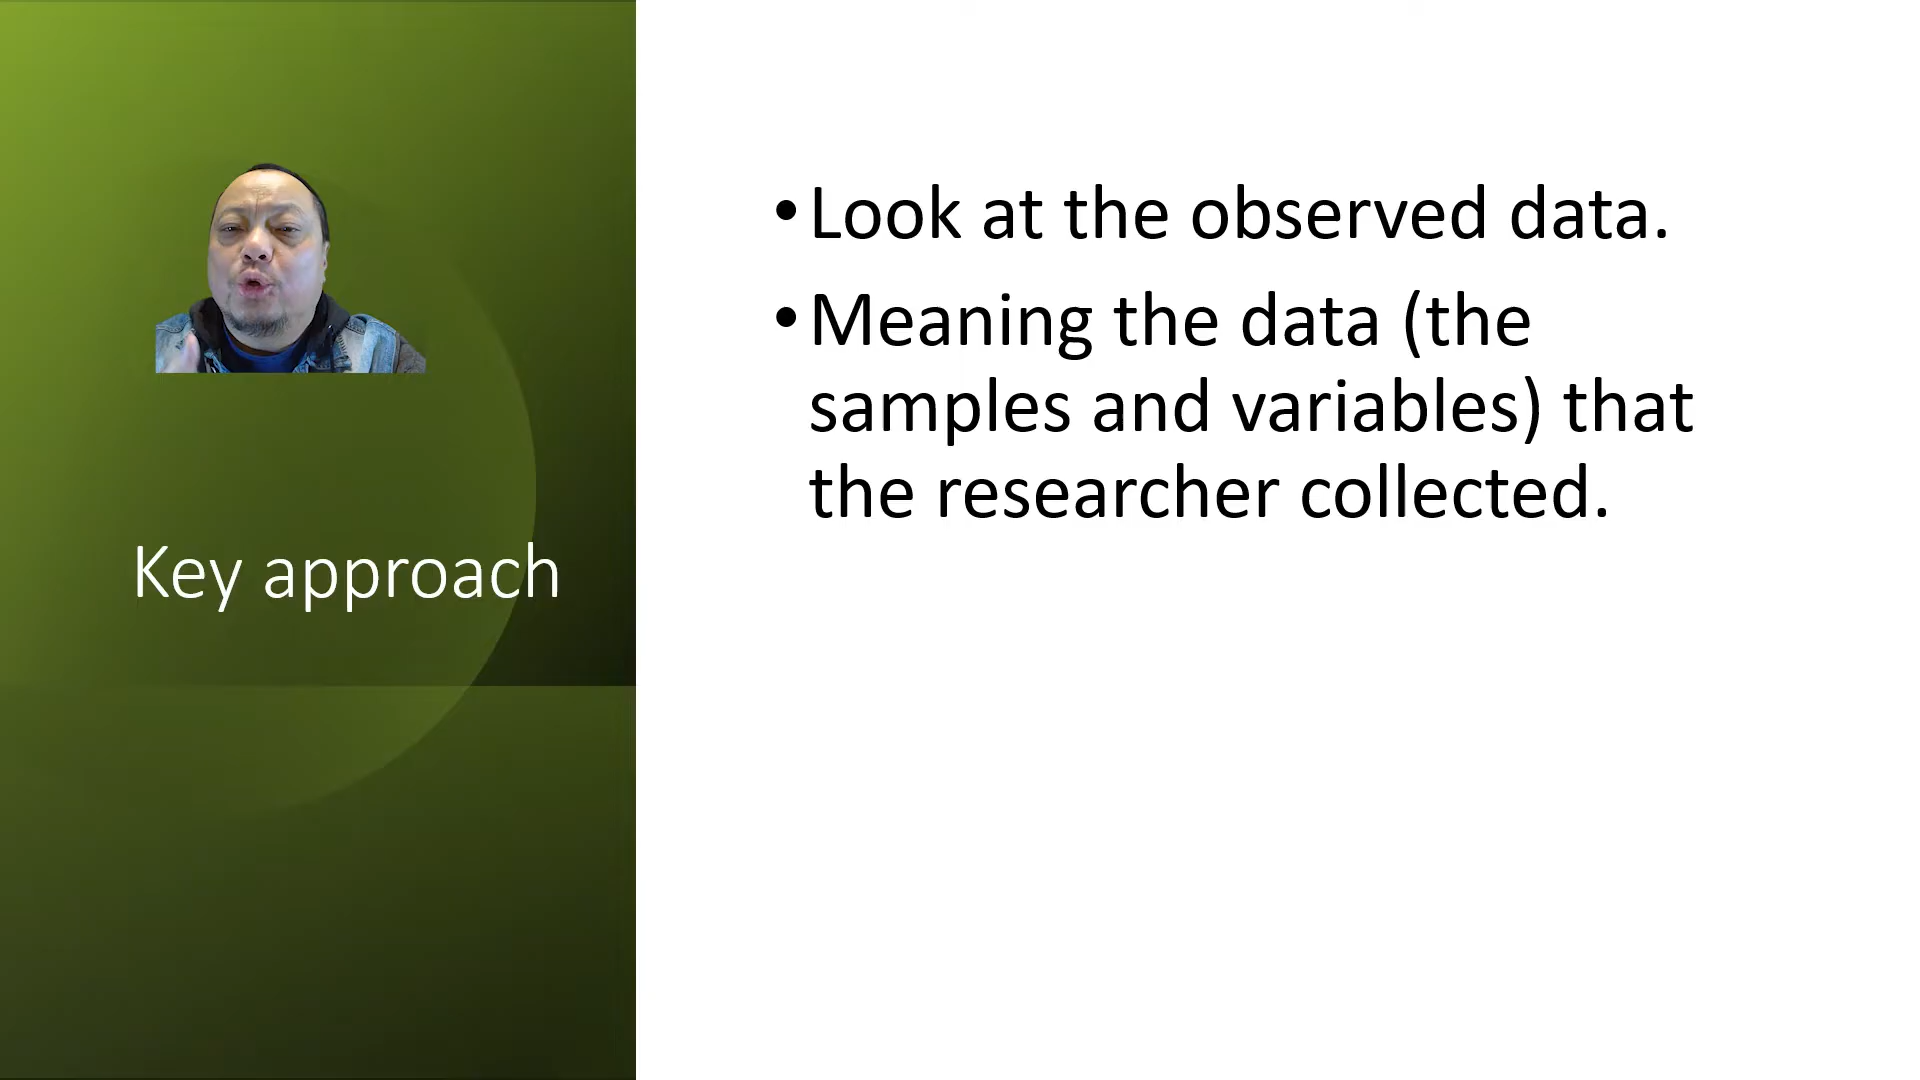 Key approach
•Look at the observed data.
•Meaning the data (the
samples and variables) that
the researcher collected.